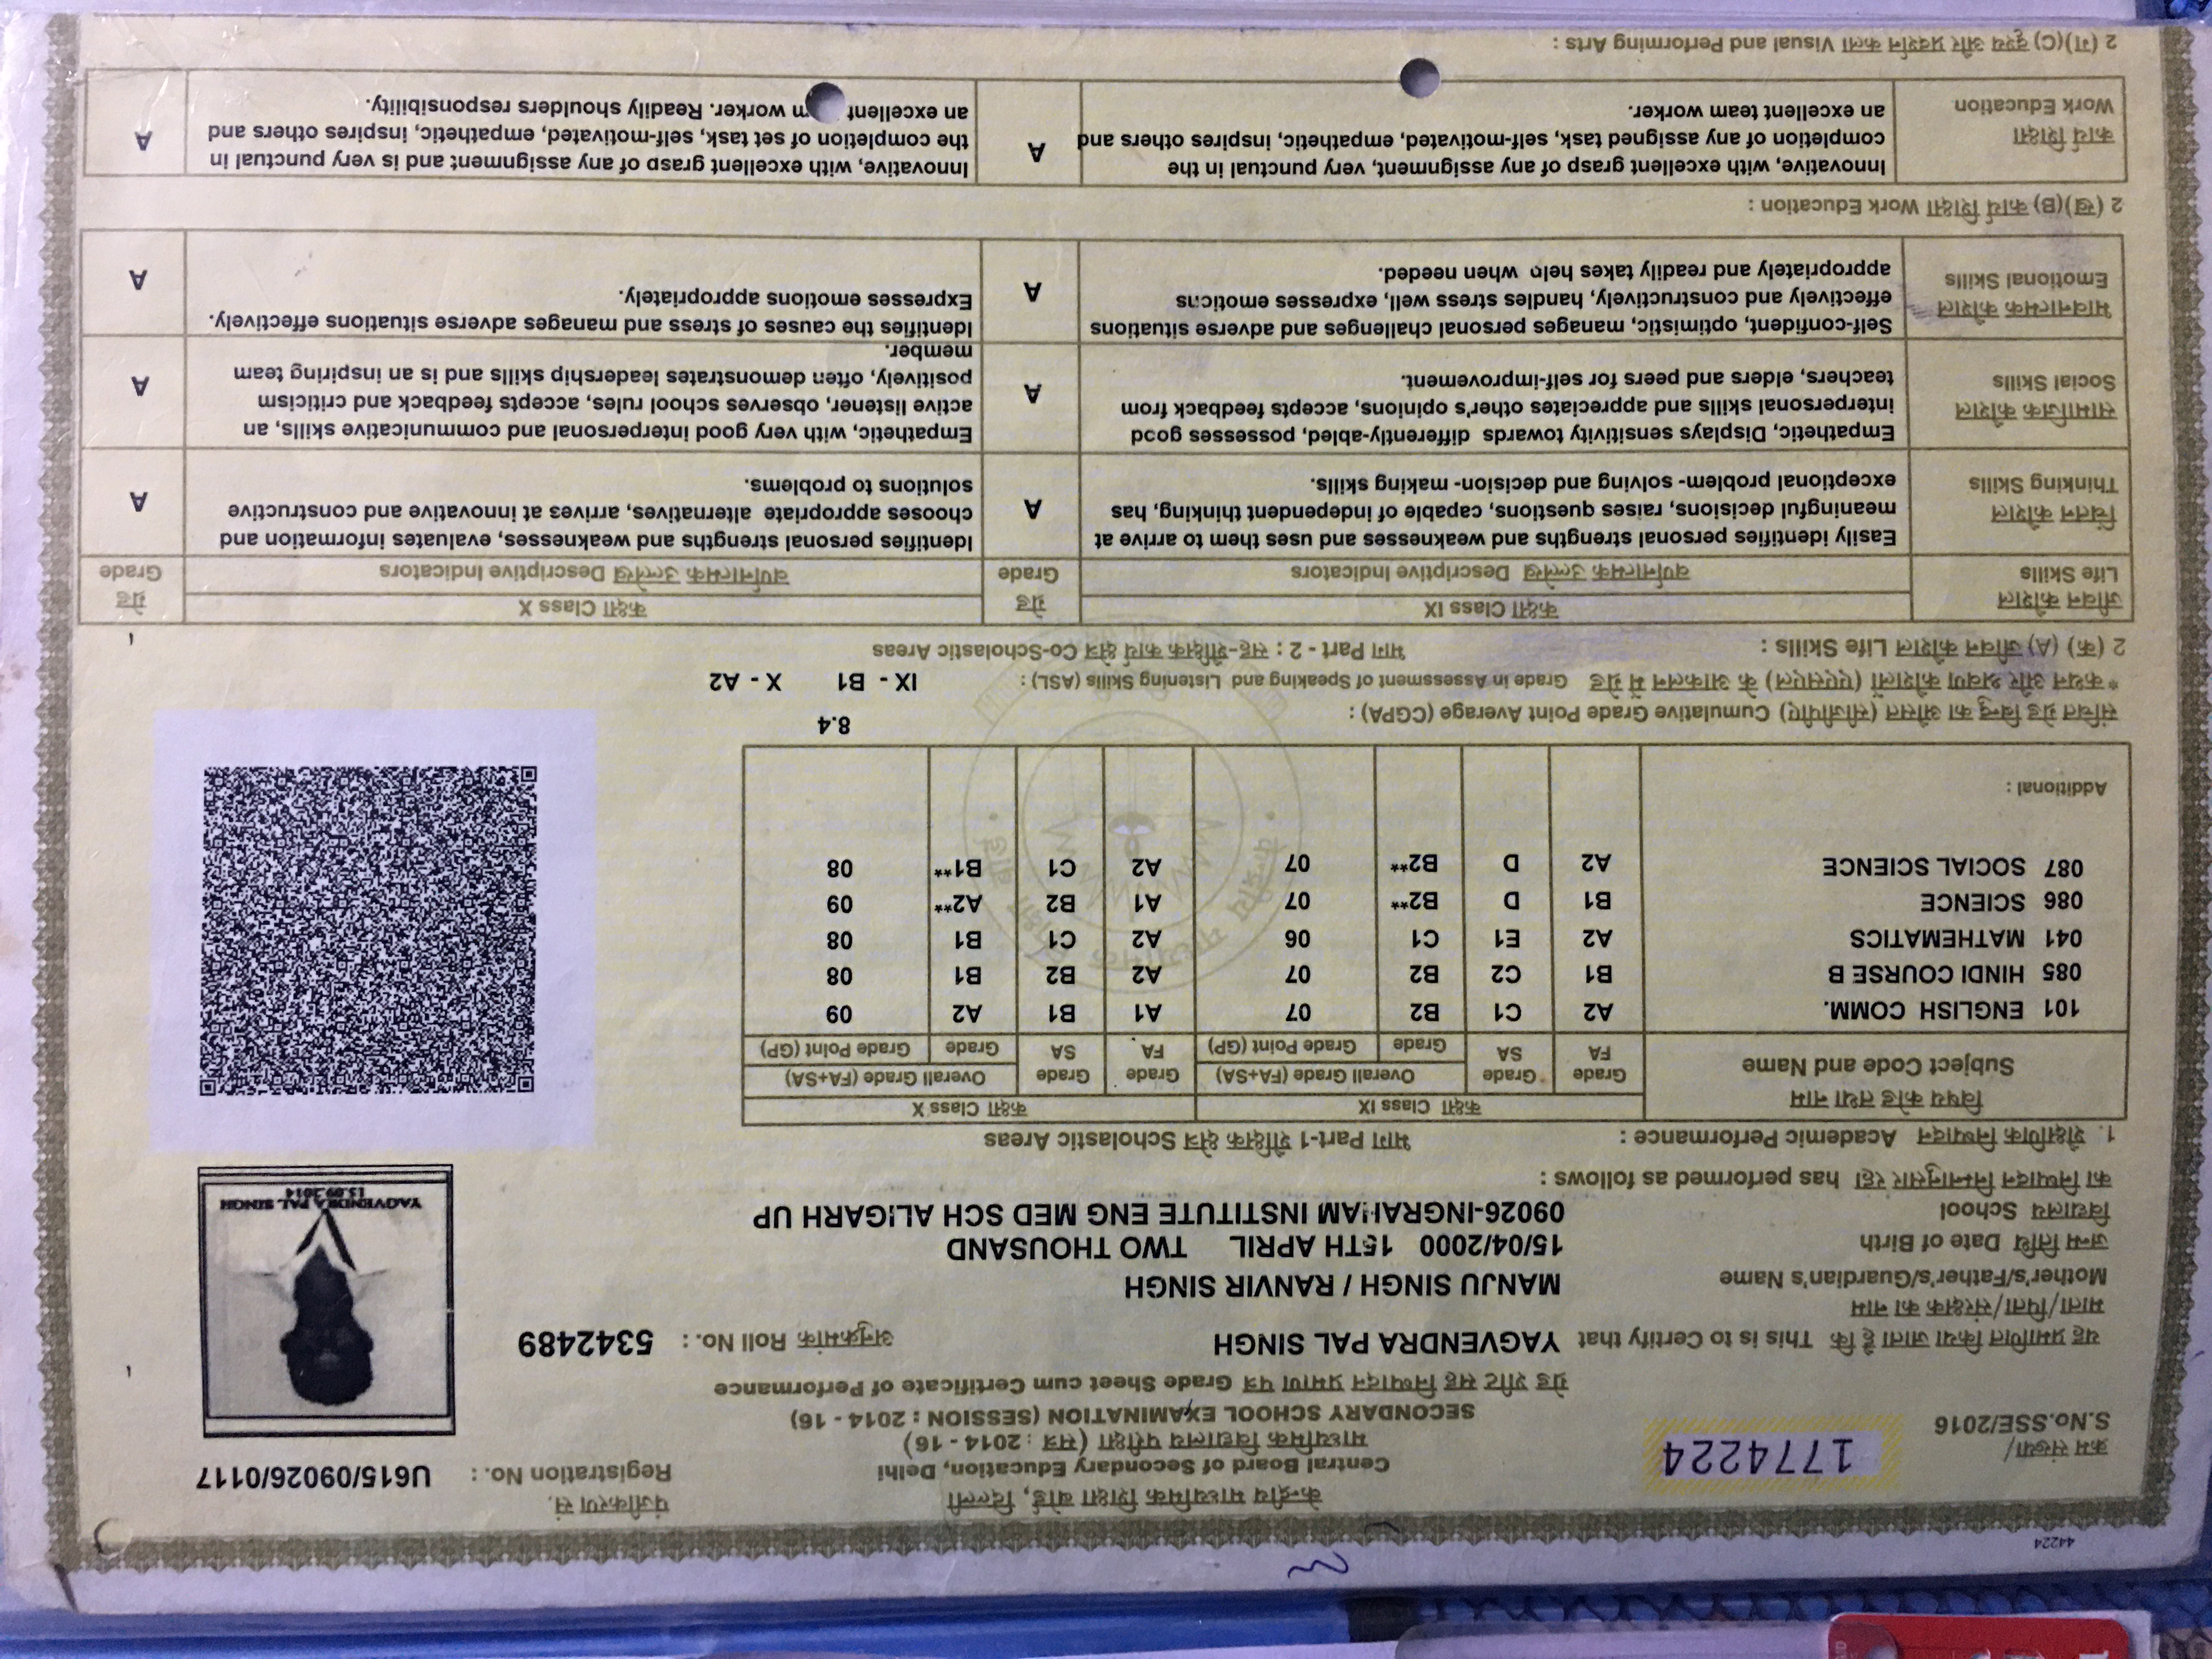 44224
क्रम संख्या/
S.No.SSE/2016
1774224
केन्द्रीय माध्यमिक शिक्षा बोर्ड, दिल्ली
Central Board of Secondary Education, Delhi
माध्यमिक विद्यालय परीक्षा (सत्र : 2014 - 16)
SECONDARY SCHOOL EXAMINATION (SESSION : 2014 - 16)
ग्रेड शीट सह निष्पादन प्रमाण पत्र Grade Sheet cum Certificate of Performance
पंजीकरण सं.
Registration No. : U615/09026/0117
यह प्रमाणित किया जाता है कि This is to Certify that YAGVENDRA PAL SINGH
अनुक्रमांक Roll No. : 5342489
माता/पिता/संरक्षक का नाम
Mother's/Father's/Guardian's Name MANJU SINGH / RANVIR SINGH
जन्म तिथि Date of Birth 15/04/2000 15TH APRIL TWO THOUSAND
विद्यालय School 09026-INGRAHAM INSTITUTE ENG MED SCH ALIGARH UP
का निष्पादन निम्नानुसार रहा has performed as follows :
YAGVENDRA PAL SINGH
13.09.2014
भाग Part-1 शैक्षिक क्षेत्र Scholastic Areas
1. शैक्षणिक निष्पादन Academic Performance :
विषय कोड तथा नाम
Subject Code and Name
कक्षा Class IX
कक्षा Class X
Grade FA
Grade SA
Overall Grade (FA+SA)
Grade
Grade Point (GP)
Grade FA
Grade SA
Overall Grade (FA+SA)
Grade
Grade Point (GP)
101 ENGLISH COMM. A2 C1 B2 07 A1 B1 A2 09
085 HINDI COURSE B B1 C2 B2 07 A2 B2 B1 08
041 MATHEMATICS A2 E1 C1 06 A2 C1 B1 08
086 SCIENCE B1 D B2** 07 A1 B2 A2** 09
087 SOCIAL SCIENCE A2 D B2** 07 A2 C1 B1** 08
Additional :
संचित ग्रेड बिन्दु का औसत (सीजीपीए) Cumulative Grade Point Average (CGPA) : 8.4
* कथन और श्रवण कौशलों (एएसएल) के आकलन में ग्रेड Grade in Assessment of Speaking and Listening Skills (ASL) : IX - B1 X - A2
भाग Part - 2 : सह-शैक्षिक कार्य क्षेत्र Co-Scholastic Areas
2 (क) (A) जीवन कौशल Life Skills :
जीवन कौशल
Life Skills
कक्षा Class IX
वर्णनात्मक उल्लेख Descriptive Indicators
ग्रेड
Grade
कक्षा Class X
वर्णनात्मक उल्लेख Descriptive Indicators
ग्रेड
Grade
चिंतन कौशल
Thinking Skills
Easily identifies personal strengths and weaknesses and uses them to arrive at
meaningful decisions, raises questions, capable of independent thinking, has
exceptional problem- solving and decision- making skills.
A
Identifies personal strengths and weaknesses, evaluates information and
chooses appropriate alternatives, arrives at innovative and constructive
solutions to problems.
A
सामाजिक कौशल
Social Skills
Empathetic, Displays sensitivity towards differently-abled, possesses good
interpersonal skills and appreciates other's opinions, accepts feedback from
teachers, elders and peers for self-improvement.
A
Empathetic, with very good interpersonal and communicative skills, an
active listener, observes school rules, accepts feedback and criticism
positively, often demonstrates leadership skills and is an inspiring team
member.
A
भावनात्मक कौशल
Emotional Skills
Self-confident, optimistic, manages personal challenges and adverse situations
effectively and constructively, handles stress well, expresses emotions
appropriately and readily takes help when needed.
A
Identifies the causes of stress and manages adverse situations effectively.
Expresses emotions appropriately.
A
2 (ख)(B) कार्य शिक्षा Work Education :
कार्य शिक्षा
Work Education
Innovative, with excellent grasp of any assignment, very punctual in the
completion of any assigned task, self-motivated, empathetic, inspires others and
an excellent team worker.
A
Innovative, with excellent grasp of any assignment and is very punctual in
the completion of set task, self-motivated, empathetic, inspires others and
an excellent worker. Readily shoulders responsibility.
A
2 (ग)(C) दृश्य और प्रदर्शन कला Visual and Performing Arts :